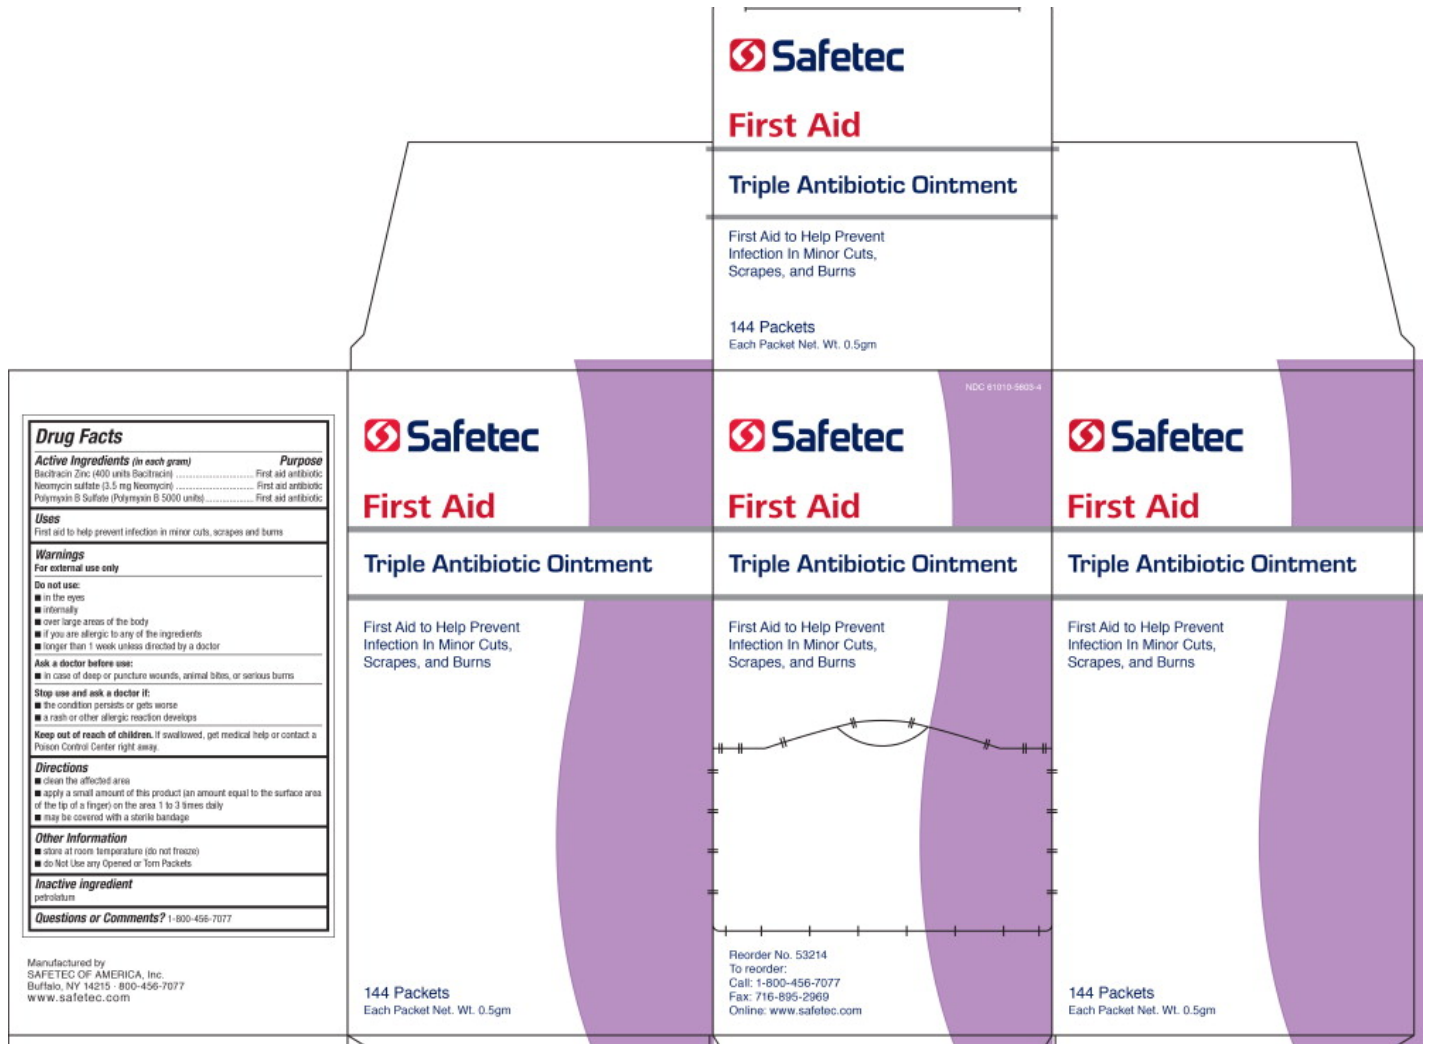 Safetec
First Aid
Triple Antibiotic Ointment
First Aid to Help Prevent
Infection In Minor Cuts,
Scrapes, and Burns
144 Packets
Each Packet Net. Wt. 0.5gm
Drug Facts
Active Ingredients (in each gram) Purpose
Bacitracin Zinc (400 units Bacitracin) ............................ First aid antibiotic
Neomycin sulfate (3.5 mg Neomycin) ............................ First aid antibiotic
Polymyxin B Sulfate (Polymyxin B 5000 units) ................. First aid antibiotic
Uses
First aid to help prevent infection in minor cuts, scrapes and burns
Warnings
For external use only
Do not use:
■ in the eyes
■ internally
■ over large areas of the body
■ if you are allergic to any of the ingredients
■ longer than 1 week unless directed by a doctor
Ask a doctor before use:
■ in case of deep or puncture wounds, animal bites, or serious burns
Stop use and ask a doctor if:
■ the condition persists or gets worse
■ a rash or other allergic reaction develops
Keep out of reach of children. If swallowed, get medical help or contact a
Poison Control Center right away.
Directions
■ clean the affected area
■ apply a small amount of this product (an amount equal to the surface area
of the tip of a finger) on the area 1 to 3 times daily
■ may be covered with a sterile bandage
Other Information
■ store at room temperature (do not freeze)
■ do Not Use any Opened or Torn Packets
Inactive ingredient
petrolatum
Questions or Comments? 1-800-456-7077
Manufactured by
SAFETEC OF AMERICA, Inc.
Buffalo, NY 14215 · 800-456-7077
www.safetec.com
Safetec
First Aid
Triple Antibiotic Ointment
First Aid to Help Prevent
Infection In Minor Cuts,
Scrapes, and Burns
144 Packets
Each Packet Net. Wt. 0.5gm
NDC 61010-5603-4
Safetec
First Aid
Triple Antibiotic Ointment
First Aid to Help Prevent
Infection In Minor Cuts,
Scrapes, and Burns
Reorder No. 53214
To reorder:
Call: 1-800-456-7077
Fax: 716-895-2969
Online: www.safetec.com
Safetec
First Aid
Triple Antibiotic Ointment
First Aid to Help Prevent
Infection In Minor Cuts,
Scrapes, and Burns
144 Packets
Each Packet Net. Wt. 0.5gm